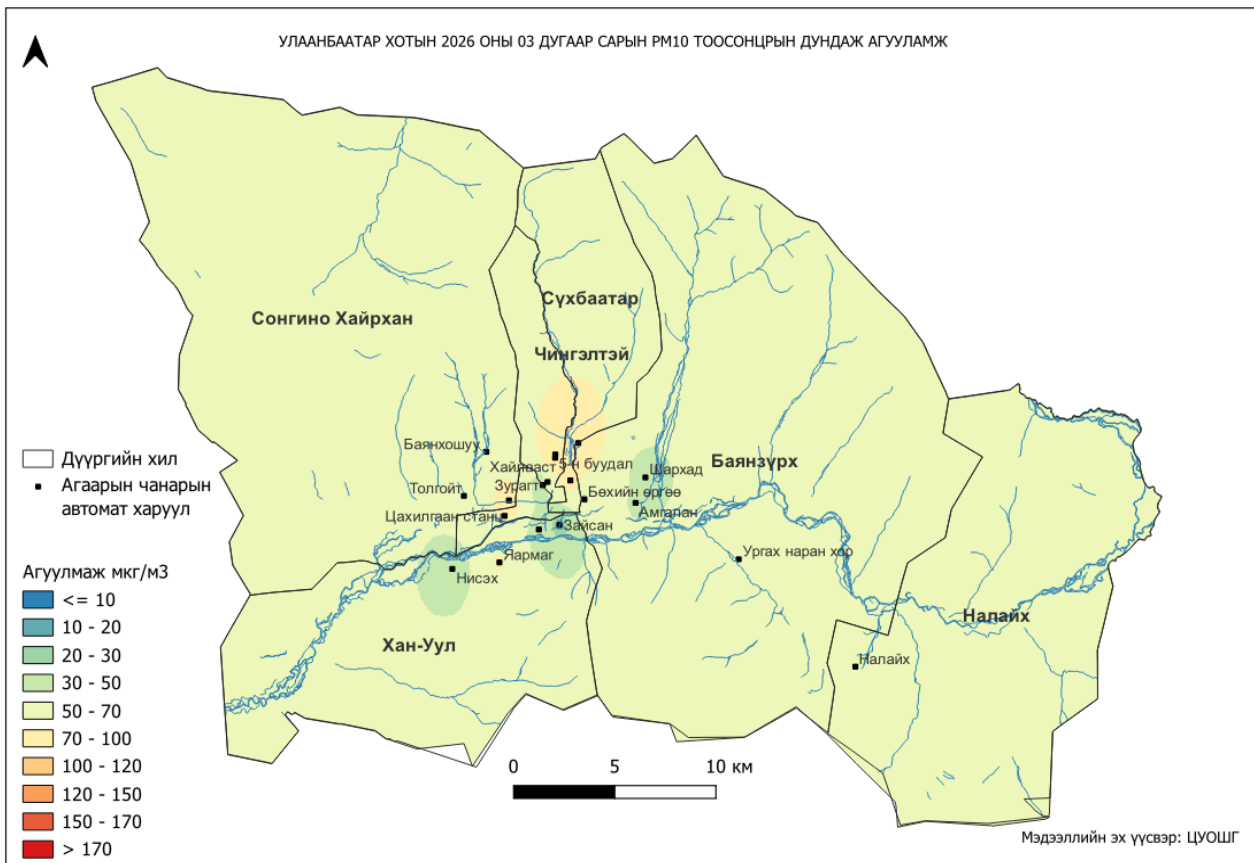 УЛААНБААТАР ХОТЫН 2026 ОНЫ 03 ДУГААР САРЫН PM10 ТООСОНЦРЫН ДУНДАЖ АГУУЛАМЖ
Сүхбаатар
Сонгино Хайрхан
Чингэлтэй
Баянхошуу
Хайлааст
5-н буудал
Шархад
Баянзүрх
Толгойт
Зурагт
Бөхийн өргөө
Амгалан
Цахилгаан станц
Зайсан
Яармаг
Ургах наран хор
Нисэх
Налайх
Хан-Уул
Налайх
Дүүргийн хил
Агаарын чанарын
автомат харуул
Агуулмаж мкг/м3
<= 10
10 - 20
20 - 30
30 - 50
50 - 70
70 - 100
100 - 120
120 - 150
150 - 170
> 170
0 5 10 км
Мэдээллийн эх үүсвэр: ЦУОШГ